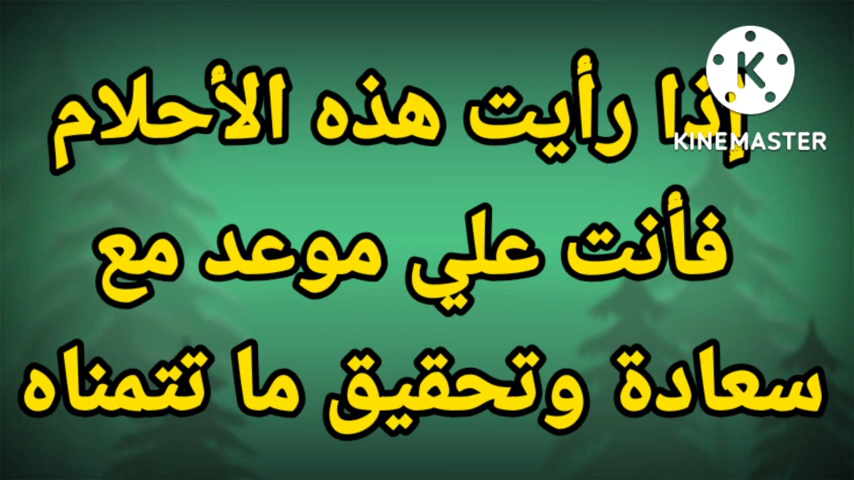 إذا رأيت هذه الأحلام
KINEMASTER
فأنت علي موعد مع
سعادة وتحقيق ما تتمناه